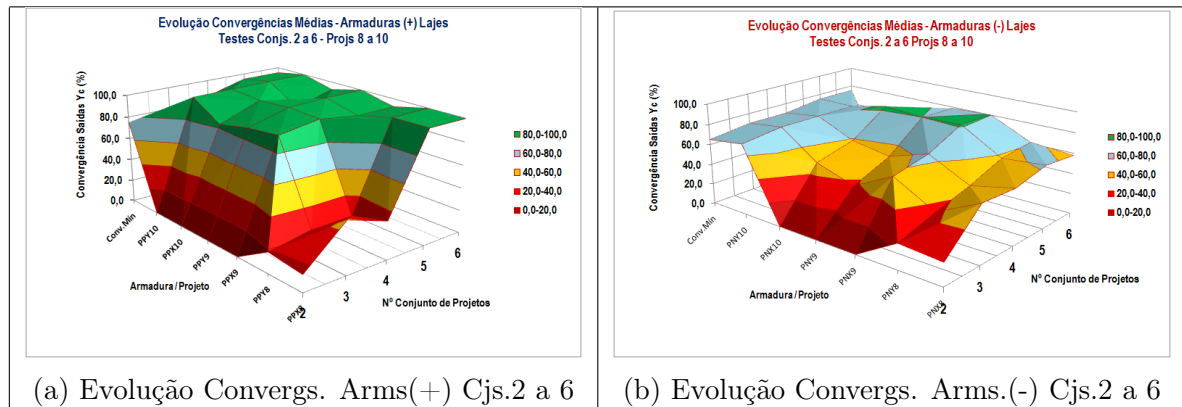 Evolução Convergências Médias - Armaduras (+) Lajes
Testes Conjs. 2 a 6 - Projs 8 a 10
Convergência Saídas Yc (%)
100,0
80,0
60,0
40,0
20,0
0,0
Conv.Min
PPY10
PPX10
PPY9
PPX9
PPY8
PPX8
Armadura / Projeto
2
3
4
5
6
Nº Conjunto de Projetos
80,0-100,0
60,0-80,0
40,0-60,0
20,0-40,0
0,0-20,0
(a) Evolução Convergs. Arms(+) Cjs.2 a 6
Evolução Convergências Médias - Armaduras (-) Lajes
Testes Conjs. 2 a 6 Projs 8 a 10
Convergência Saídas Yc (%)
100,0
80,0
60,0
40,0
20,0
0,0
Conv.Min
PNY10
PNX10
PNY9
PNX9
PNY8
PNX8
Armadura / Projeto
2
3
4
5
6
Nº Conjunto de Projetos
80,0-100,0
60,0-80,0
40,0-60,0
20,0-40,0
0,0-20,0
(b) Evolução Convergs. Arms.(-) Cjs.2 a 6